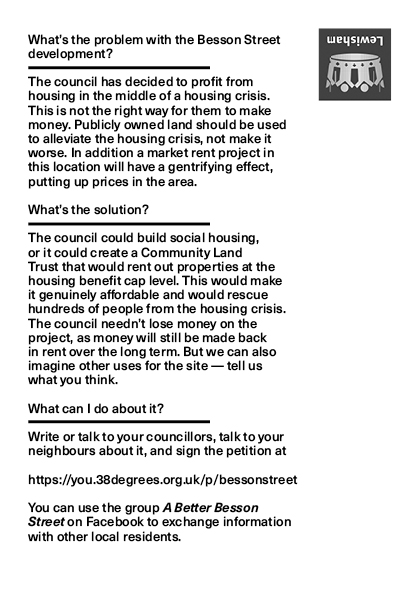 What's the problem with the Besson Street
development?
The council has decided to profit from
housing in the middle of a housing crisis.
This is not the right way for them to make
money. Publicly owned land should be used
to alleviate the housing crisis, not make it
worse. In addition a market rent project in
this location will have a gentrifying effect,
putting up prices in the area.
What's the solution?
The council could build social housing,
or it could create a Community Land
Trust that would rent out properties at the
housing benefit cap level. This would make
it genuinely affordable and would rescue
hundreds of people from the housing crisis.
The council needn't lose money on the
project, as money will still be made back
in rent over the long term. But we can also
imagine other uses for the site — tell us
what you think.
What can I do about it?
Write or talk to your councillors, talk to your
neighbours about it, and sign the petition at
https://you.38degrees.org.uk/p/bessonstreet
You can use the group A Better Besson
Street on Facebook to exchange information
with other local residents.
Lewisham